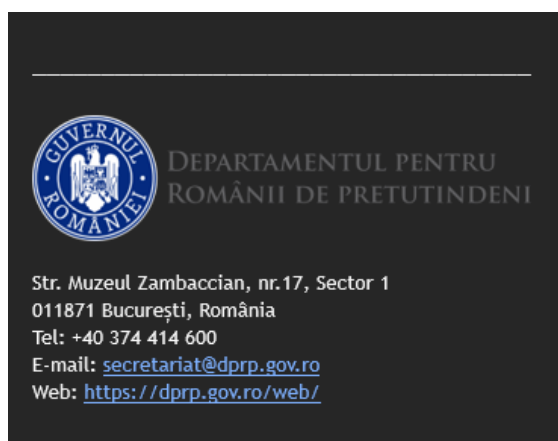 GUVERNUL ROMÂNIEI
DEPARTAMENTUL PENTRU
ROMÂNII DE PRETUTINDENI
Str. Muzeul Zambaccian, nr.17, Sector 1
011871 București, România
Tel: +40 374 414 600
E-mail: secretariat@dprp.gov.ro
Web: https://dprp.gov.ro/web/